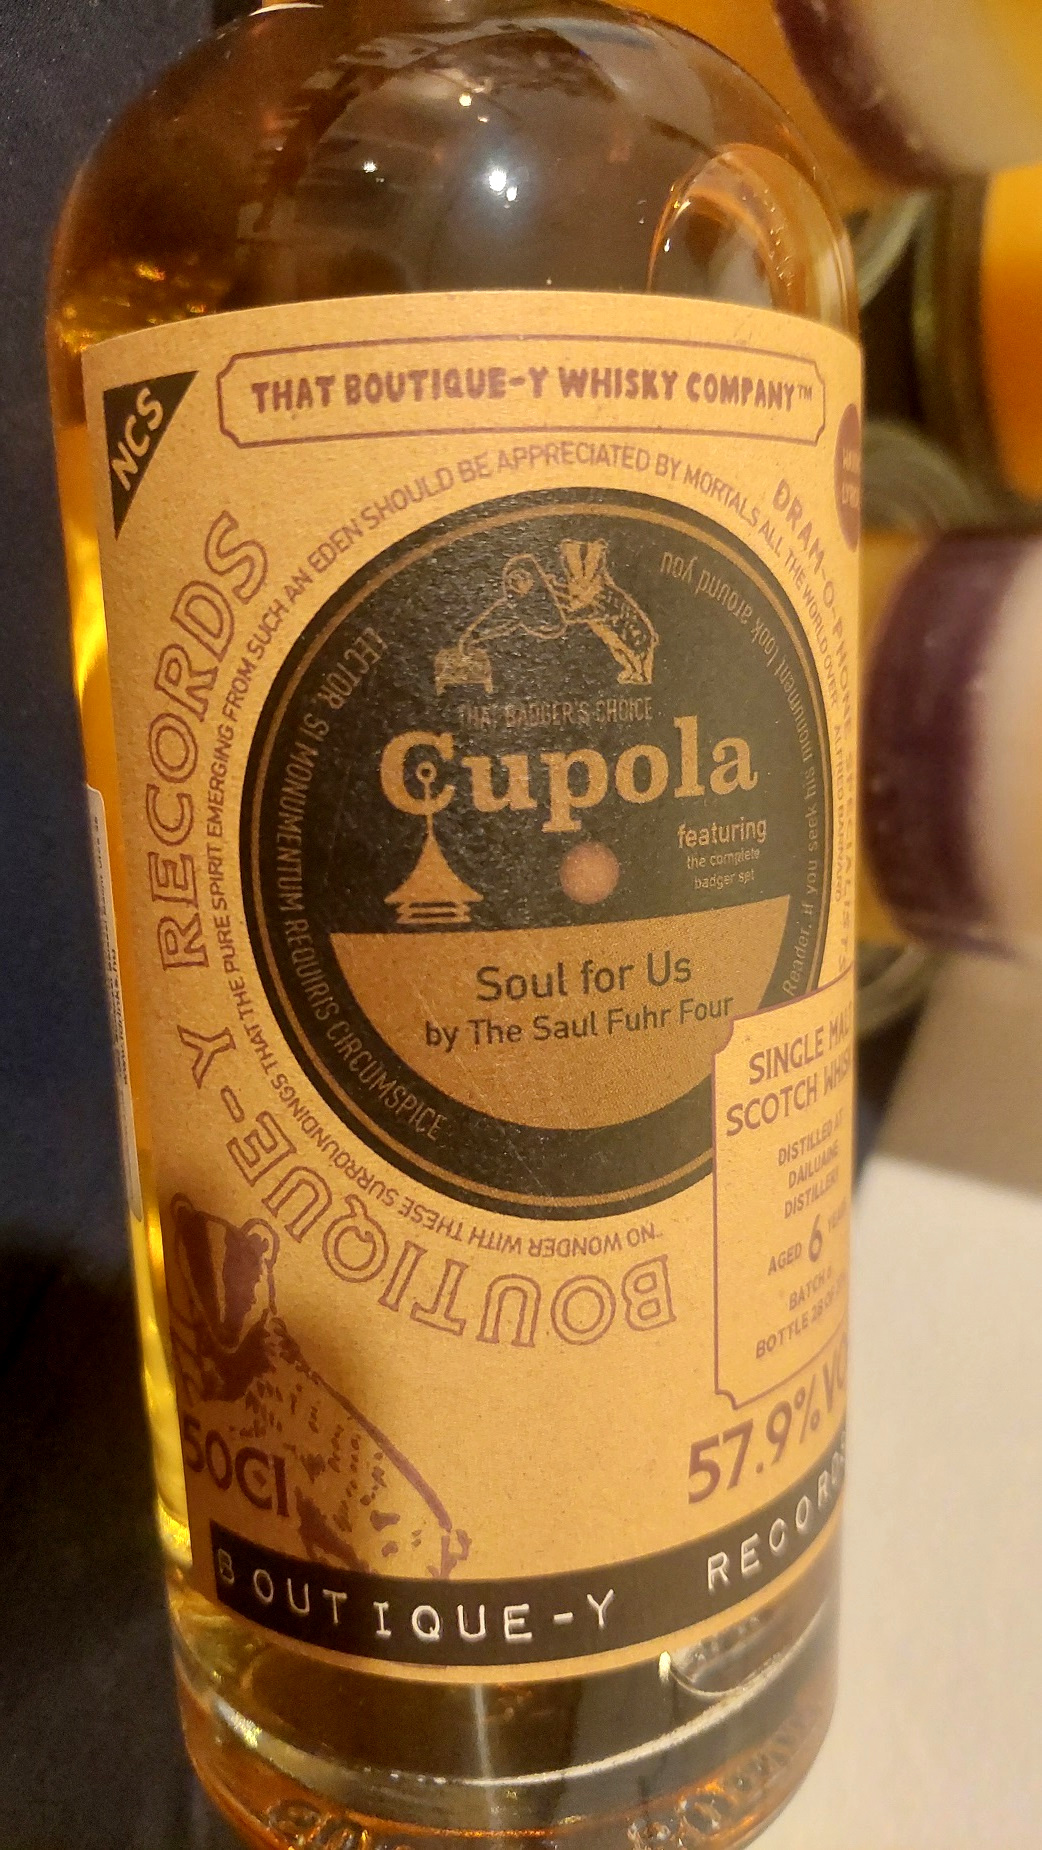 THAT BOUTIQUE-Y WHISKY COMPANY™
NCS
BOUTIQUE-Y RECORDS
DRAM-O-PHONE SPECIALISTS
"NO WONDER WITH THESE SURROUNDINGS THAT THE PURE SPIRIT EMERGING FROM SUCH AN EDEN SHOULD BE APPRECIATED BY MORTALS ALL THE WORLD OVER
LECTOR, SI MONUMENTUM REQUIRIS CIRCUMSPICE
Reader, if you seek his monument look around you
THAT BADGER'S CHOICE
Cupola
featuring
the complete
badger set
Soul for Us
by The Saul Fuhr Four
SINGLE MALT
SCOTCH
DISTILLED AT
DAILUAINE
DISTILLERY
AGED 6
BATCH
BOTTLE
50Cl
57.9%
BOUTIQUE-Y RECORDS